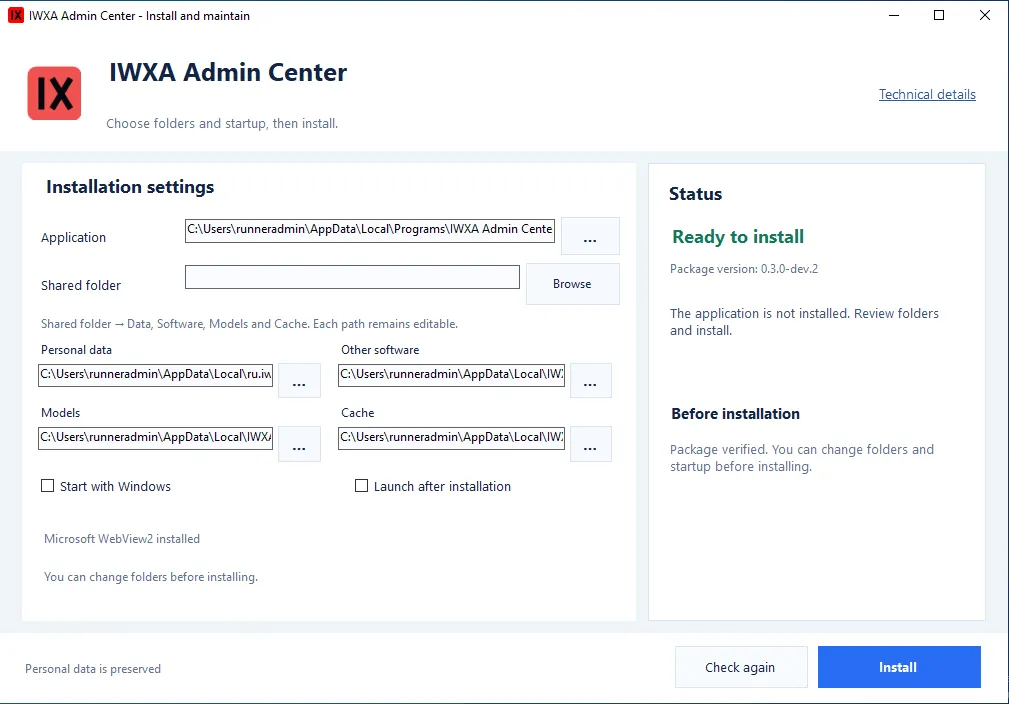 IX IWXA Admin Center - Install and maintain
IX
IWXA Admin Center
Choose folders and startup, then install.
Technical details
Installation settings
Application
C:\Users\runneradmin\AppData\Local\Programs\IWXA Admin Cente
...
Shared folder
Browse
Shared folder → Data, Software, Models and Cache. Each path remains editable.
Personal data
Other software
C:\Users\runneradmin\AppData\Local\ru.iw
...
C:\Users\runneradmin\AppData\Local\IWX
...
Models
Cache
C:\Users\runneradmin\AppData\Local\IWXA
...
C:\Users\runneradmin\AppData\Local\IWX
...
Start with Windows
Launch after installation
Microsoft WebView2 installed
You can change folders before installing.
Status
Ready to install
Package version: 0.3.0-dev.2
The application is not installed. Review folders
and install.
Before installation
Package verified. You can change folders and
startup before installing.
Personal data is preserved
Check again
Install